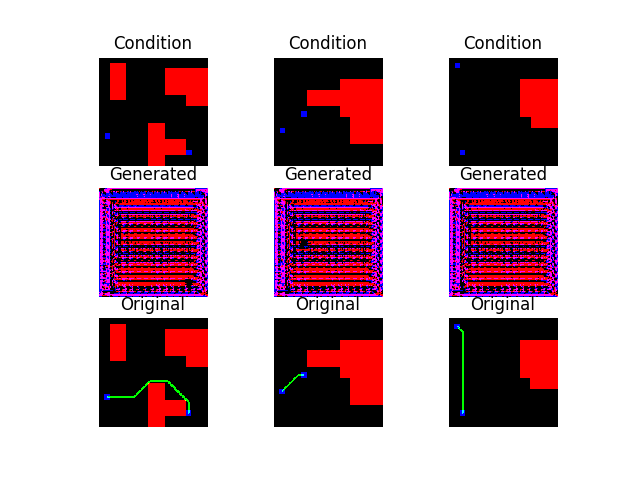 Condition Condition Condition
Generated Generated Generated
Original Original Original